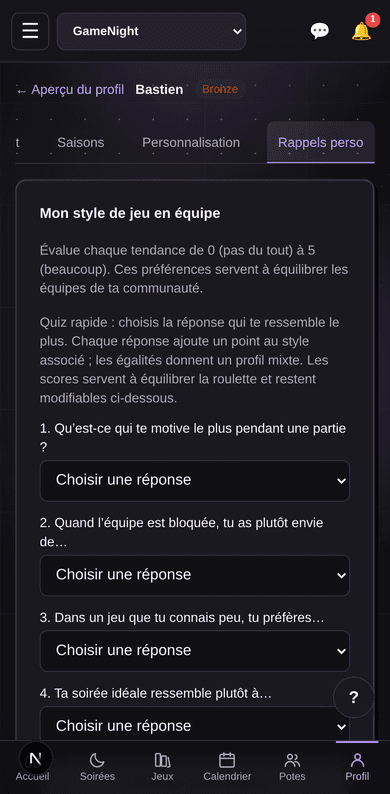 GameNight
1
← Aperçu du profil Bastien Bronze
t Saisons Personnalisation Rappels perso
Mon style de jeu en équipe
Évalue chaque tendance de 0 (pas du tout) à 5
(beaucoup). Ces préférences servent à équilibrer les
équipes de ta communauté.
Quiz rapide : choisis la réponse qui te ressemble le
plus. Chaque réponse ajoute un point au style
associé ; les égalités donnent un profil mixte. Les
scores servent à équilibrer la roulette et restent
modifiables ci-dessous.
1. Qu’est-ce qui te motive le plus pendant une partie
?
Choisir une réponse
2. Quand l’équipe est bloquée, tu as plutôt envie
de…
Choisir une réponse
3. Dans un jeu que tu connais peu, tu préfères…
Choisir une réponse
4. Ta soirée idéale ressemble plutôt à…
Choisir une réponse
?
N
Accueil Soirées Jeux Calendrier Potes Profil